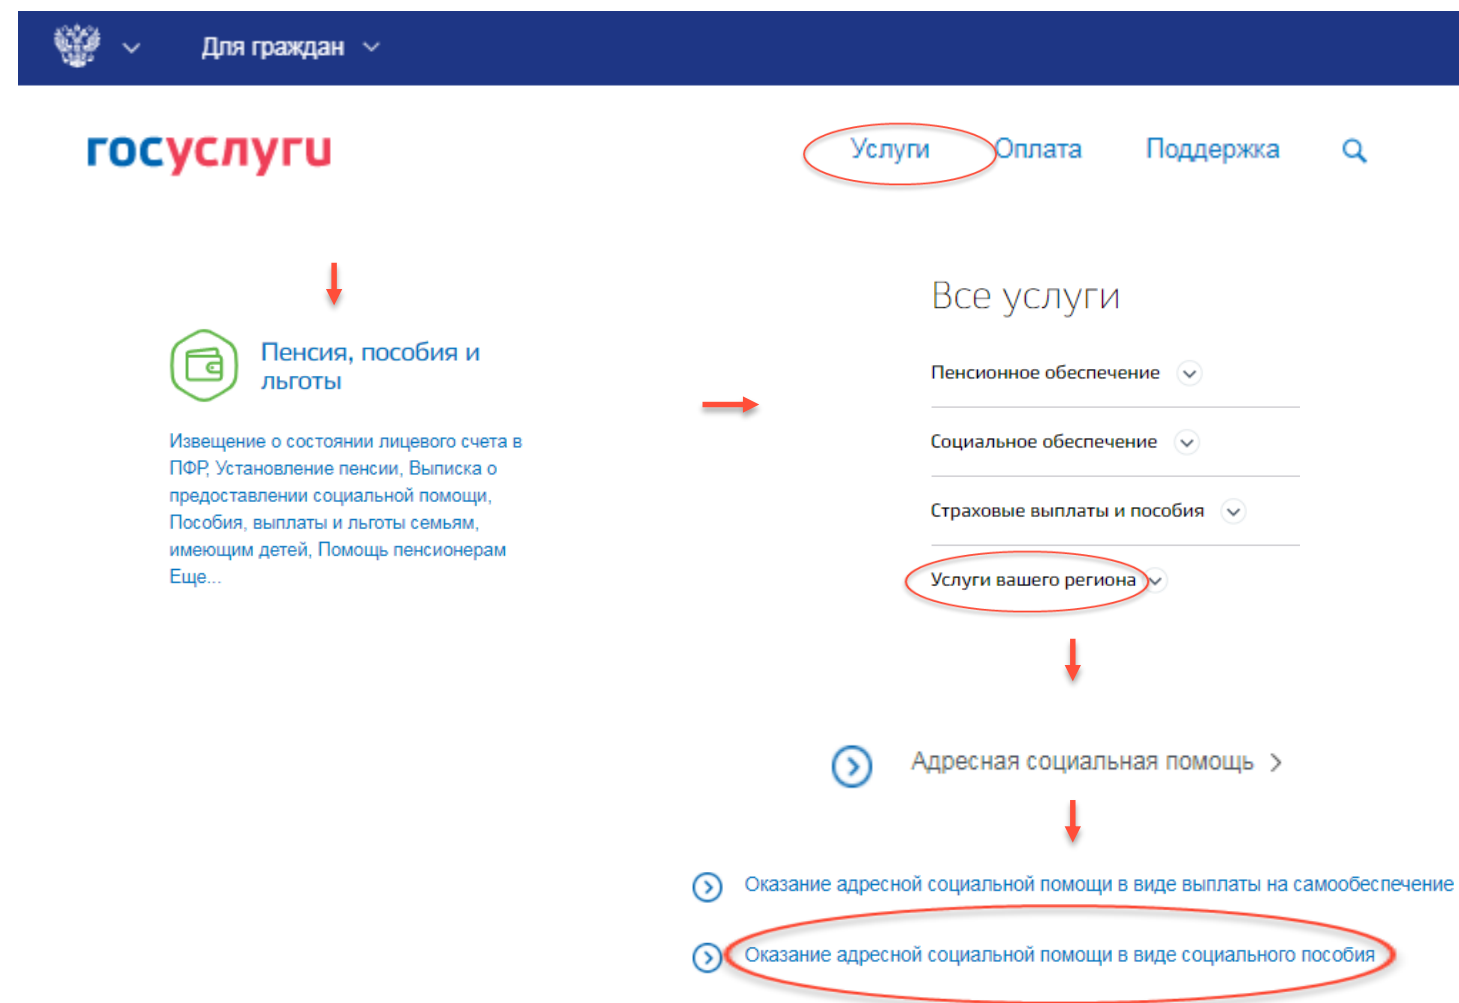 Для граждан
госуслуги
Услуги Оплата Поддержка
Пенсия, пособия и
льготы
Извещение о состоянии лицевого счета в
ПФР, Установление пенсии, Выписка о
предоставлении социальной помощи,
Пособия, выплаты и льготы семьям,
имеющим детей, Помощь пенсионерам
Еще...
Все услуги
Пенсионное обеспечение
Социальное обеспечение
Страховые выплаты и пособия
Услуги вашего региона
Адресная социальная помощь
Оказание адресной социальной помощи в виде выплаты на самообеспечение
Оказание адресной социальной помощи в виде социального пособия